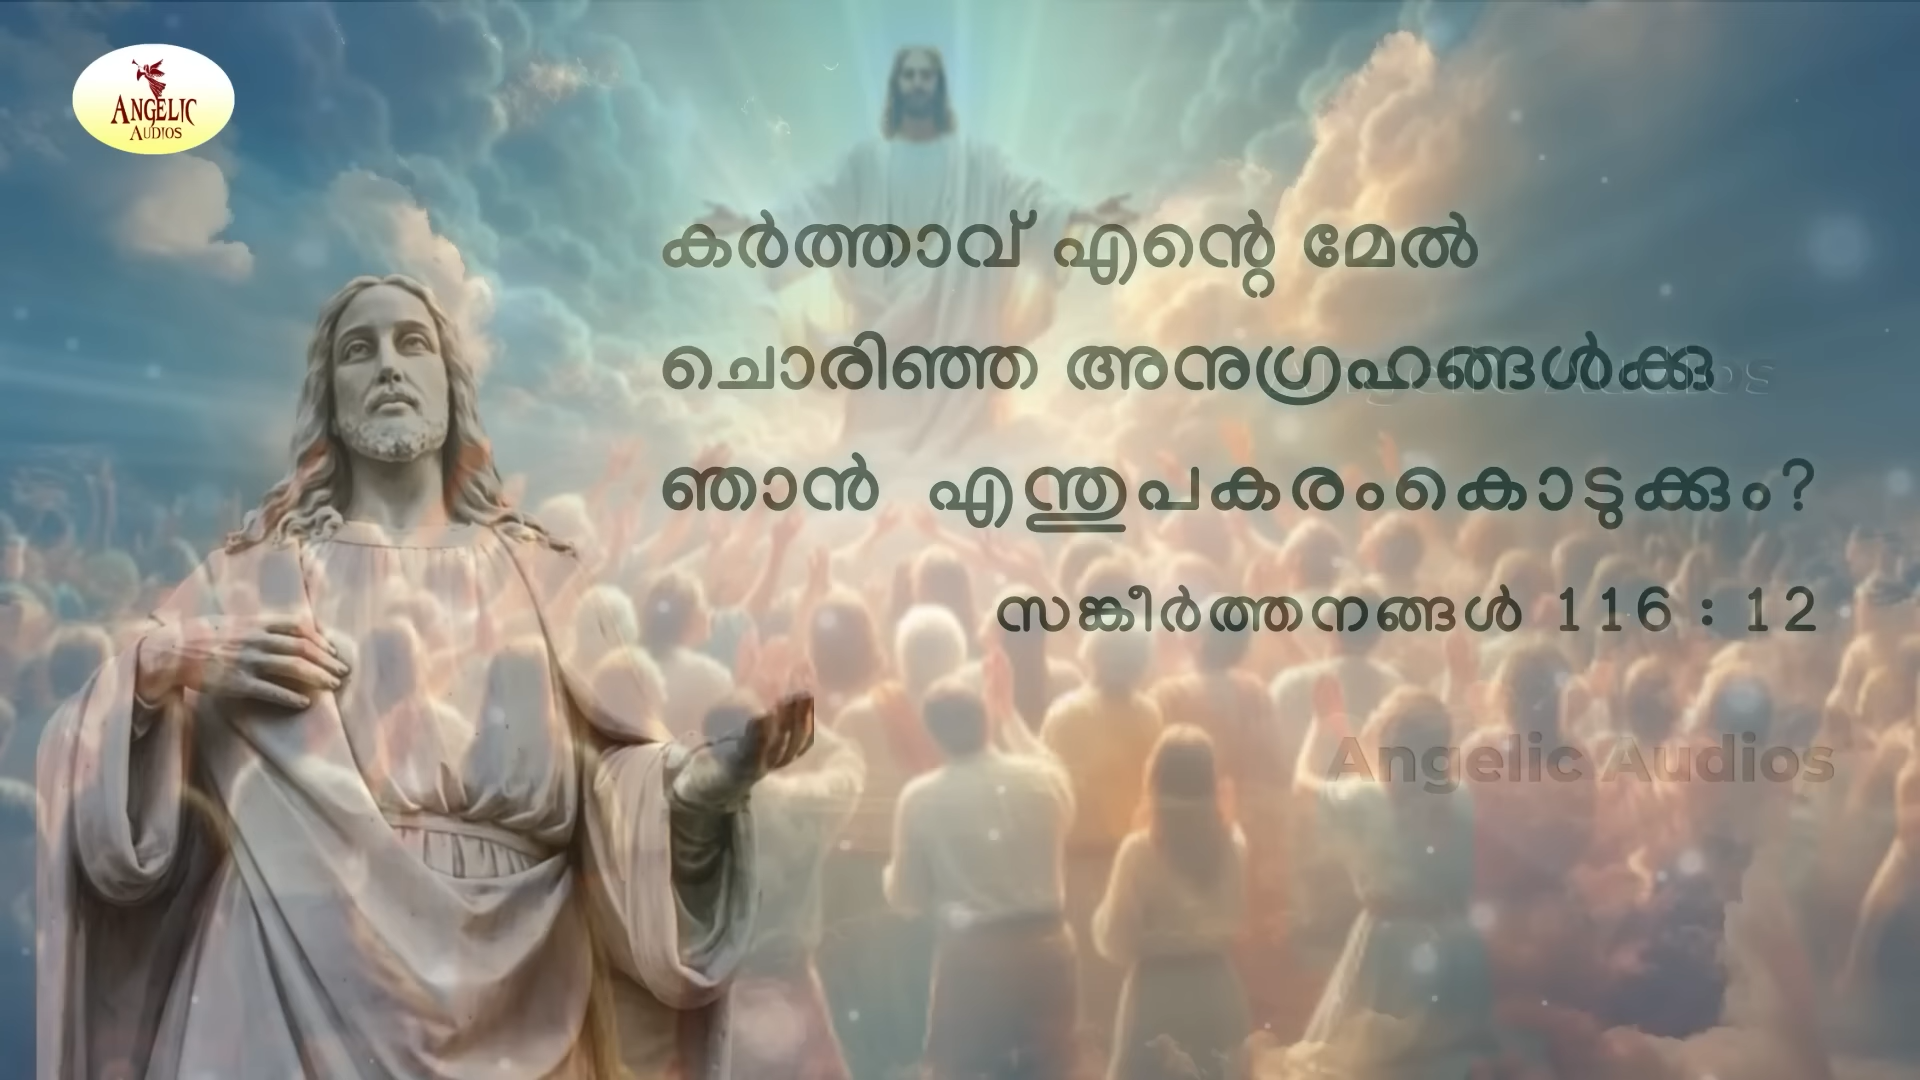 ANGELIC
AUDIOS
കർത്താവ് എന്റെ മേൽ
ചൊരിഞ്ഞ അനുഗ്രഹങ്ങൾക്കു
ഞാൻ എന്തുപകരംകൊടുക്കും?
സങ്കീർത്തനങ്ങൾ 116 : 12
Angelic Audios